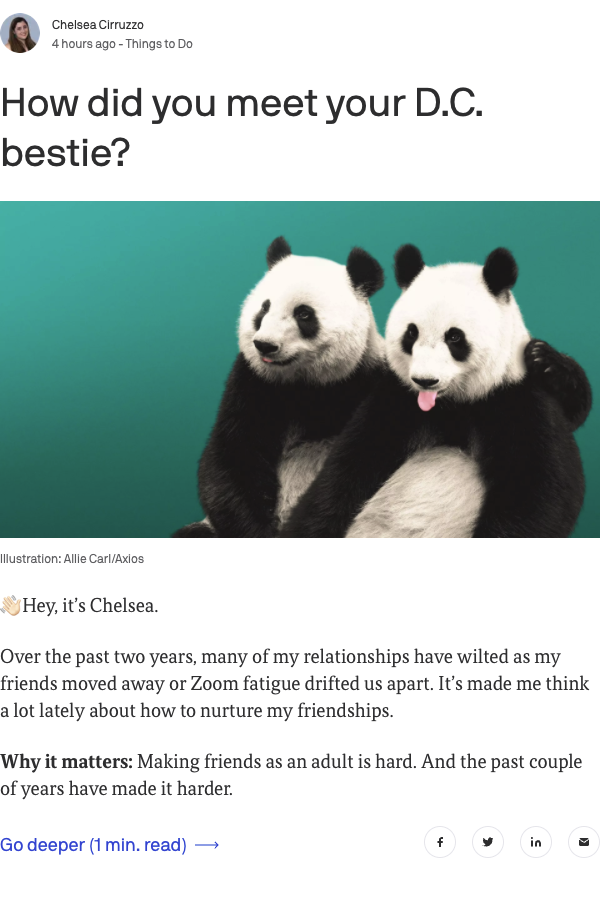 Chelsea Cirruzzo
4 hours ago - Things to Do
How did you meet your D.C.
bestie?
Illustration: Allie Carl/Axios
👋🏻Hey, it’s Chelsea.
Over the past two years, many of my relationships have wilted as my
friends moved away or Zoom fatigue drifted us apart. It’s made me think
a lot lately about how to nurture my friendships.
Why it matters: Making friends as an adult is hard. And the past couple
of years have made it harder.
Go deeper (1 min. read) ⟶